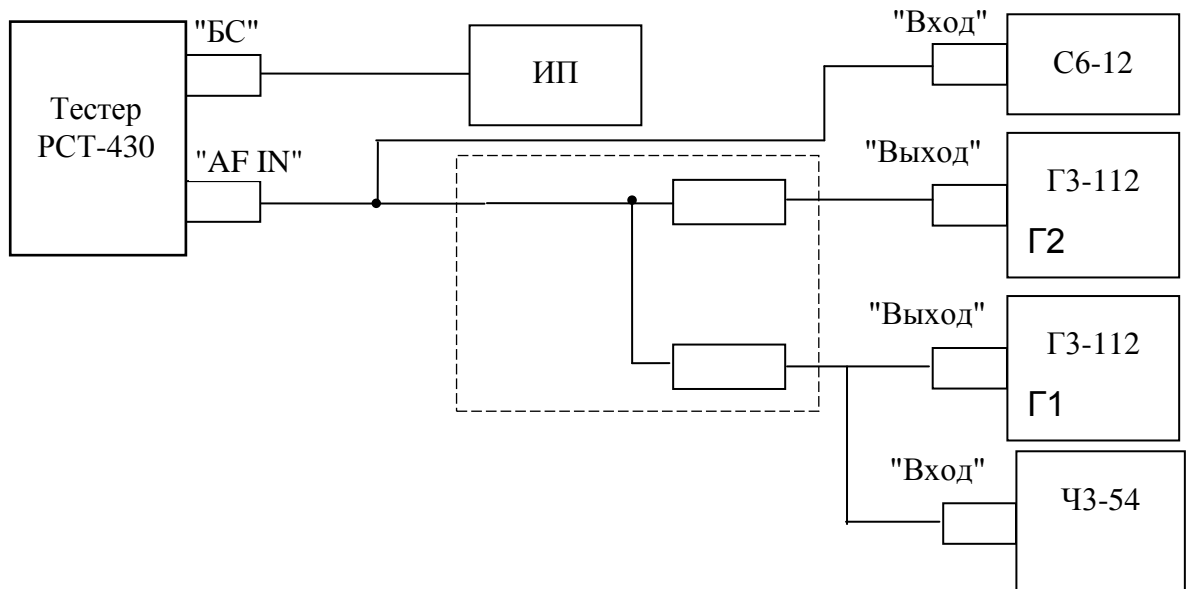 "БС"
"Вход"
ИП
С6-12
Тестер
РСТ-430
"AF IN"
"Выход"
Г3-112
Г2
"Выход"
Г3-112
Г1
"Вход"
Ч3-54